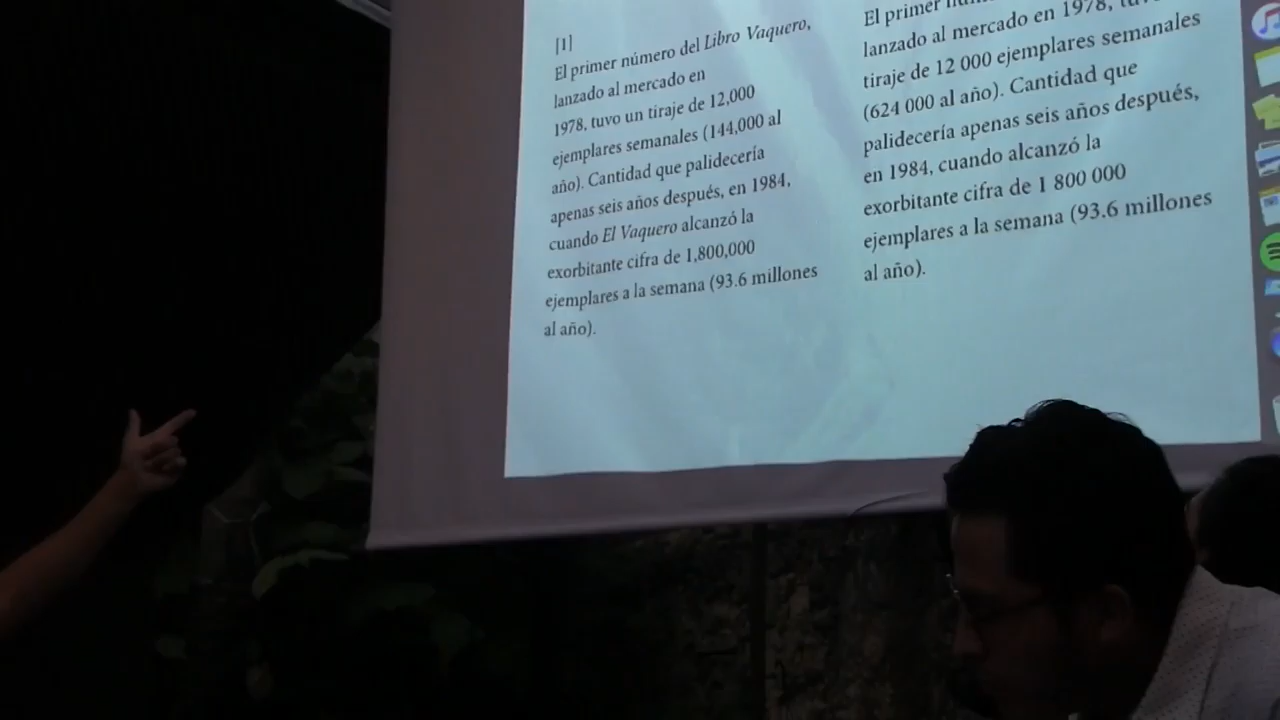 [1]
El primer número del Libro Vaquero,
lanzado al mercado en
1978, tuvo un tiraje de 12,000
ejemplares semanales (144,000 al
año). Cantidad que palidecería
apenas seis años después, en 1984,
cuando El Vaquero alcanzó la
exorbitante cifra de 1,800,000
ejemplares a la semana (93.6 millones
al año).
El primer
lanzado al mercado en 1978,
tiraje de 12 000 ejemplares semanales
(624 000 al año). Cantidad que
palidecería apenas seis años después,
en 1984, cuando alcanzó la
exorbitante cifra de 1 800 000
ejemplares a la semana (93.6 millones
al año).